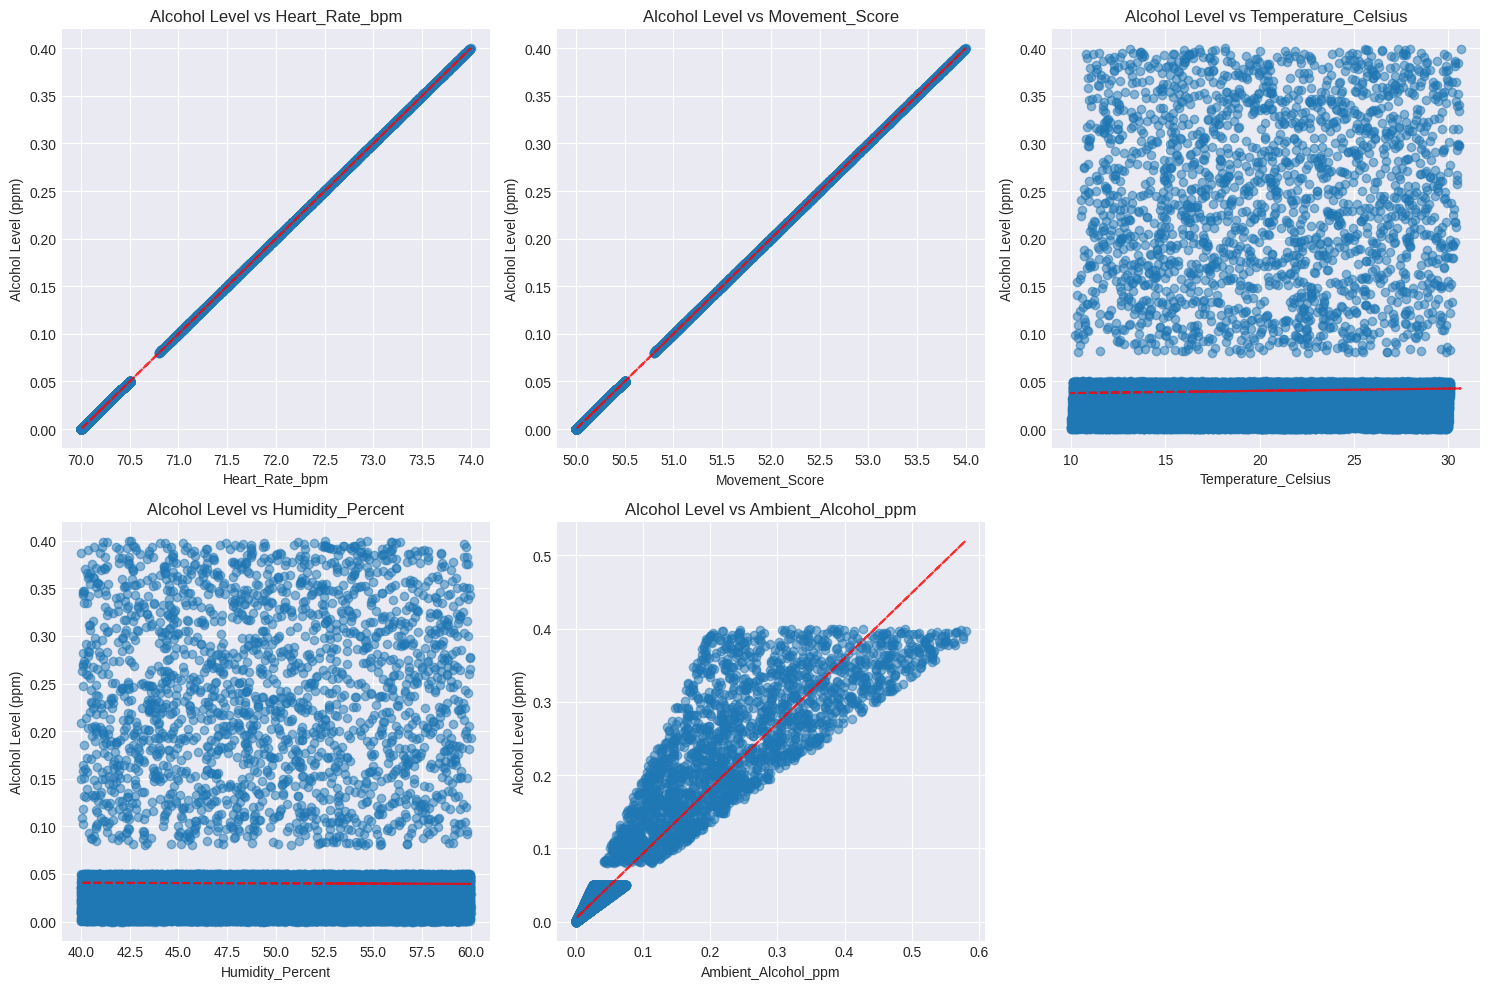 Alcohol Level vs Heart_Rate_bpm
Alcohol Level (ppm)
0.40
0.35
0.30
0.25
0.20
0.15
0.10
0.05
0.00
70.0 70.5 71.0 71.5 72.0 72.5 73.0 73.5 74.0
Heart_Rate_bpm
Alcohol Level vs Movement_Score
Alcohol Level (ppm)
0.40
0.35
0.30
0.25
0.20
0.15
0.10
0.05
0.00
50.0 50.5 51.0 51.5 52.0 52.5 53.0 53.5 54.0
Movement_Score
Alcohol Level vs Temperature_Celsius
Alcohol Level (ppm)
0.40
0.35
0.30
0.25
0.20
0.15
0.10
0.05
0.00
10 15 20 25 30
Temperature_Celsius
Alcohol Level vs Humidity_Percent
Alcohol Level (ppm)
0.40
0.35
0.30
0.25
0.20
0.15
0.10
0.05
0.00
40.0 42.5 45.0 47.5 50.0 52.5 55.0 57.5 60.0
Humidity_Percent
Alcohol Level vs Ambient_Alcohol_ppm
Alcohol Level (ppm)
0.5
0.4
0.3
0.2
0.1
0.0
0.0 0.1 0.2 0.3 0.4 0.5 0.6
Ambient_Alcohol_ppm